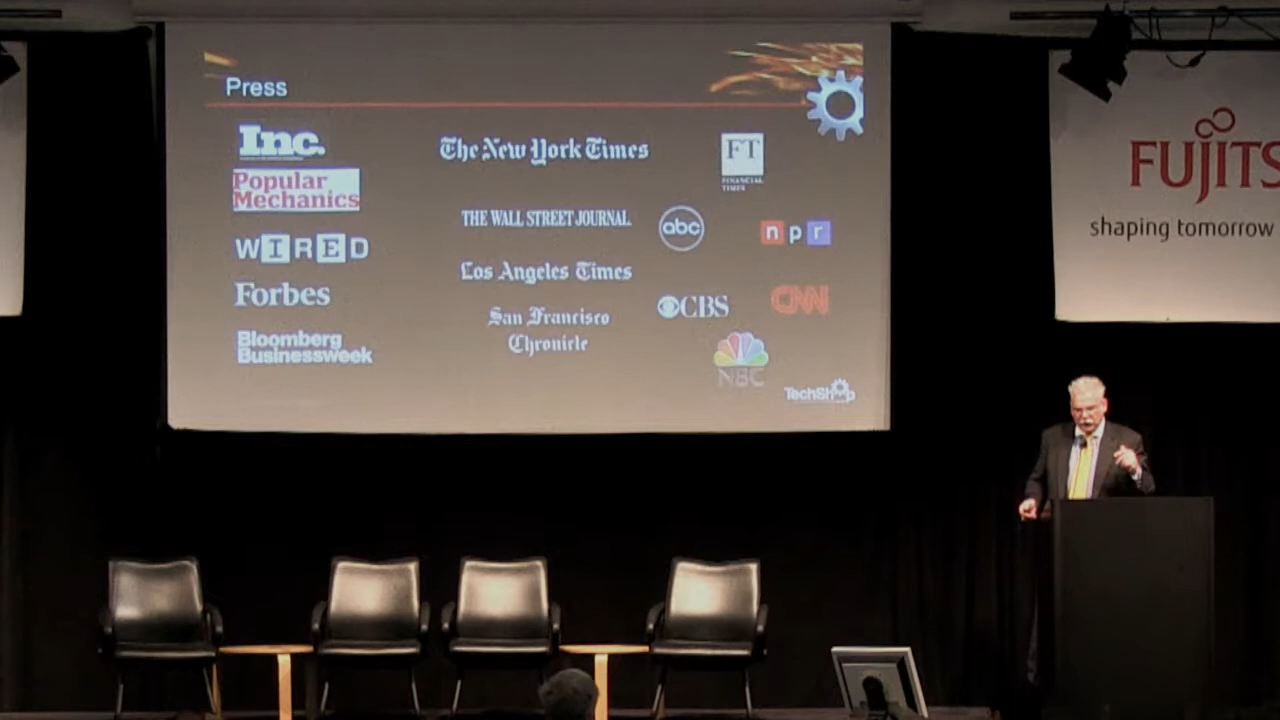 Press
Inc.
Popular
Mechanics
WIRED
Forbes
Bloomberg
Businessweek
The New York Times
THE WALL STREET JOURNAL
Los Angeles Times
San Francisco
Chronicle
FT
FINANCIAL
TIMES
abc
npr
CBS
CNN
NBC
TechShop
FUJITS
shaping tomorrow